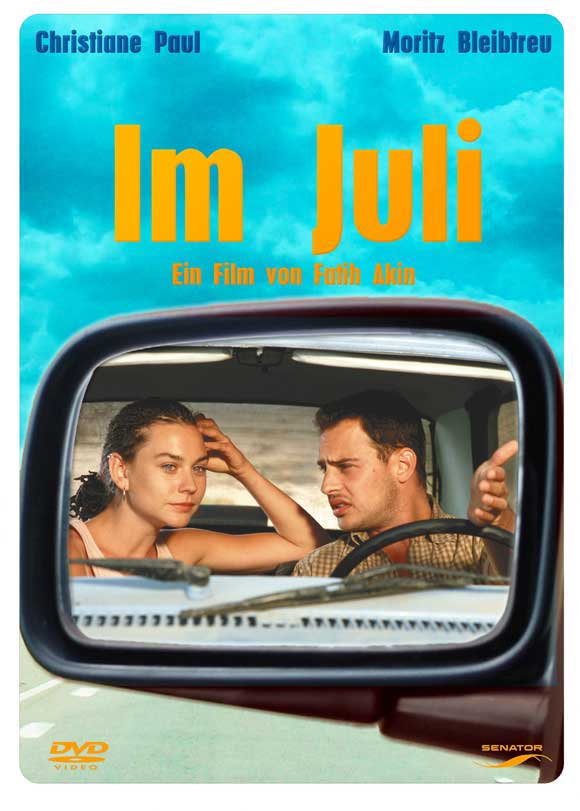 Christiane Paul
Moritz Bleibtreu
Im Juli
Ein Film von Fatih Akin
DVD
VIDEO
SENATOR